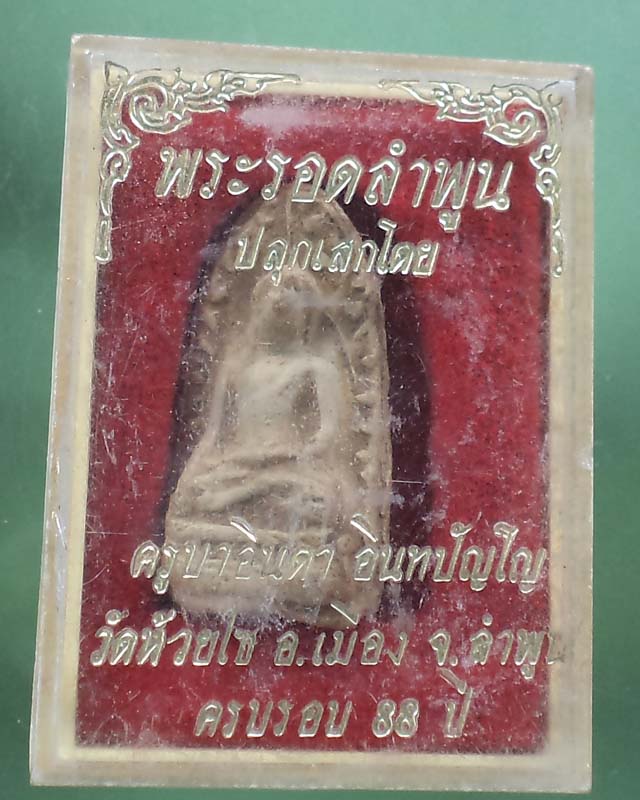 พระรอดลำพูน
ปลุกเสกโดย
ครูบาอินตา อินทปัญโญ
วัดห้วยไซ อ.เมือง จ.ลำพูน
ครบรอบ 88 ปี